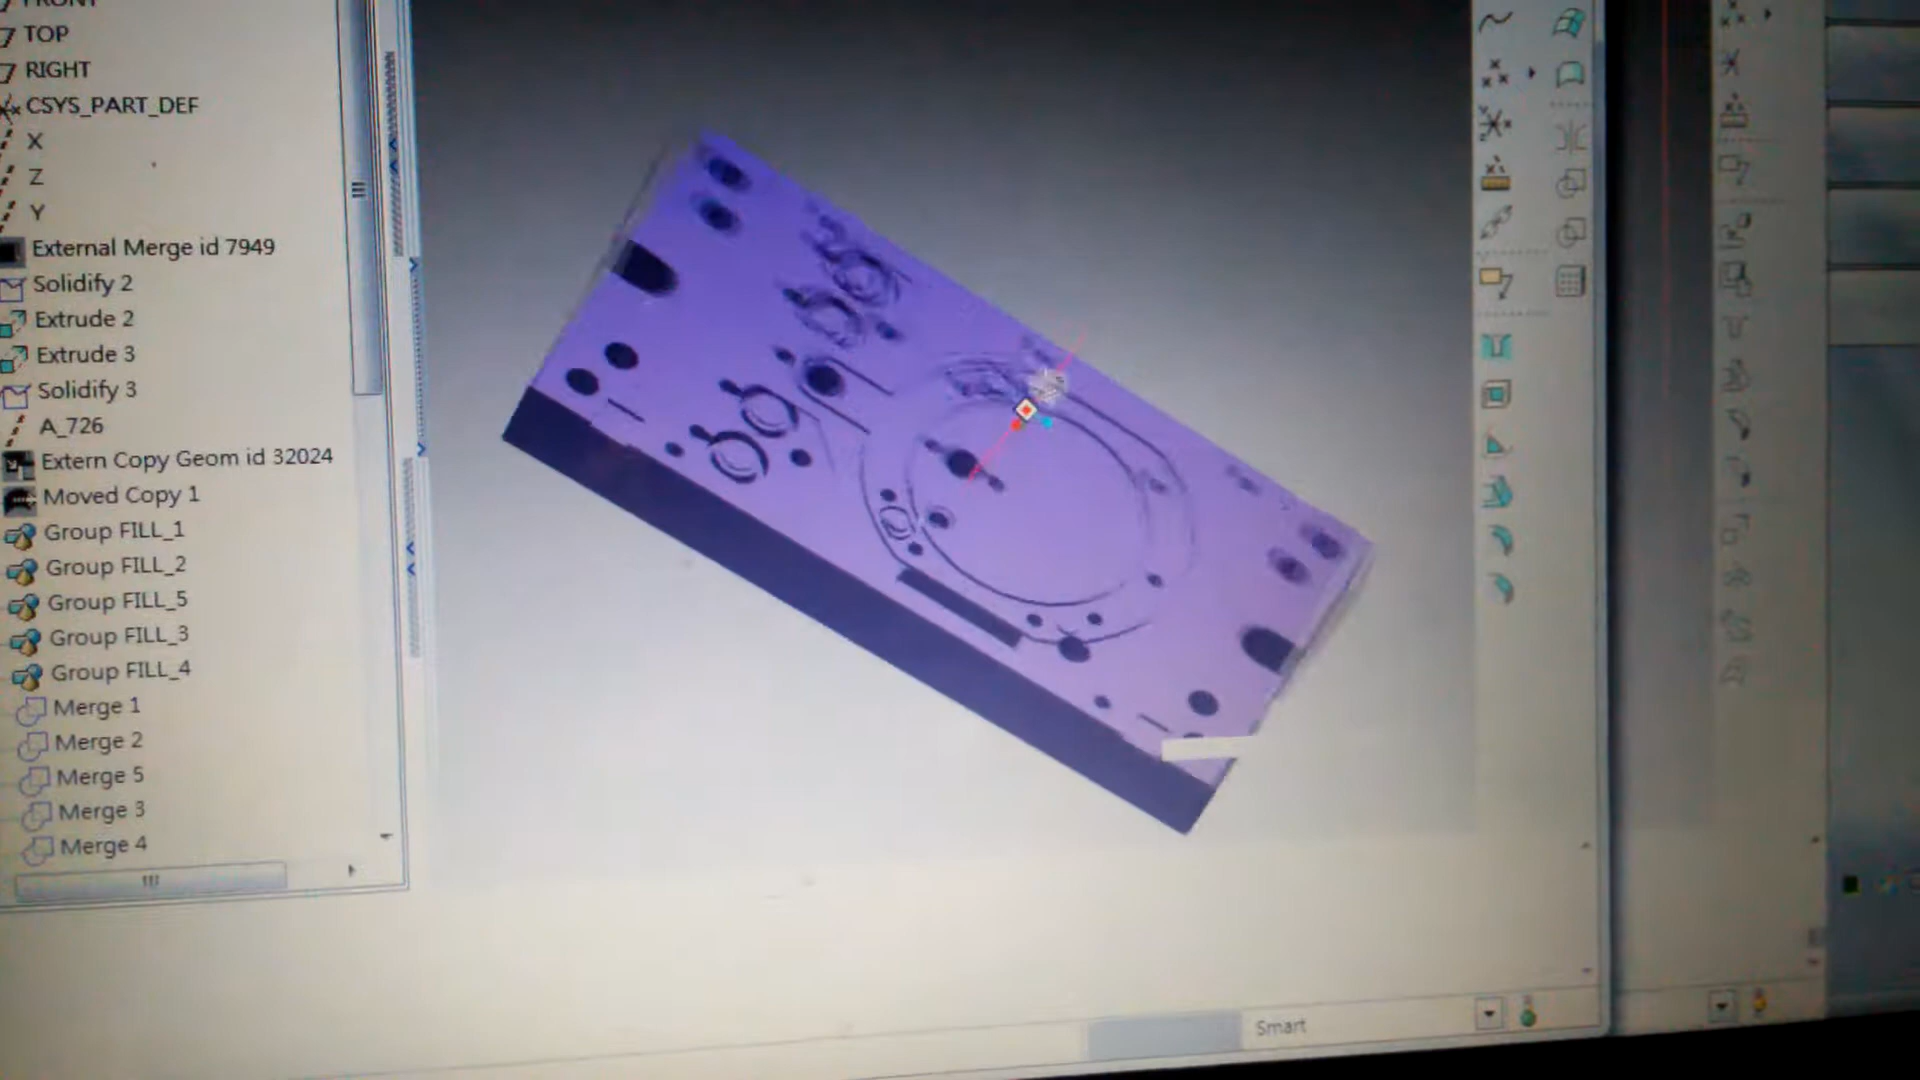 FRONT
TOP
RIGHT
CSYS_PART_DEF
X
Z
Y
External Merge id 7949
Solidify 2
Extrude 2
Extrude 3
Solidify 3
A_726
Extern Copy Geom id 32024
Moved Copy 1
Group FILL_1
Group FILL_2
Group FILL_5
Group FILL_3
Group FILL_4
Merge 1
Merge 2
Merge 5
Merge 3
Merge 4
Smart